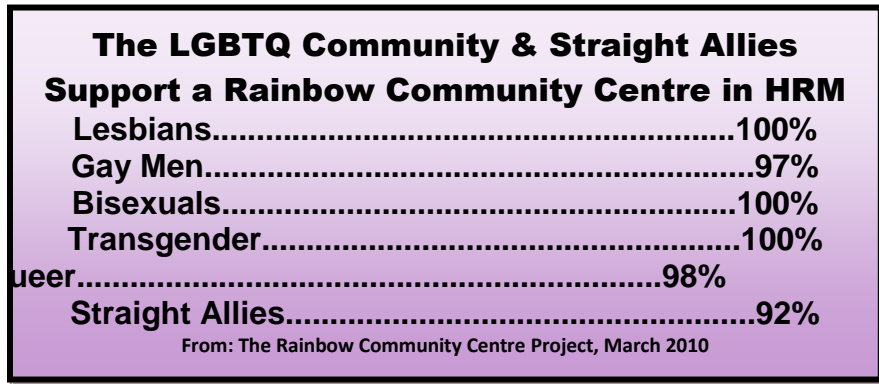 The LGBTQ Community & Straight Allies
Support a Rainbow Community Centre in HRM
Lesbians...........................................................100%
Gay Men..............................................................97%
Bisexuals..........................................................100%
Transgender......................................................100%
ueer..................................................................98%
Straight Allies.....................................................92%
From: The Rainbow Community Centre Project, March 2010